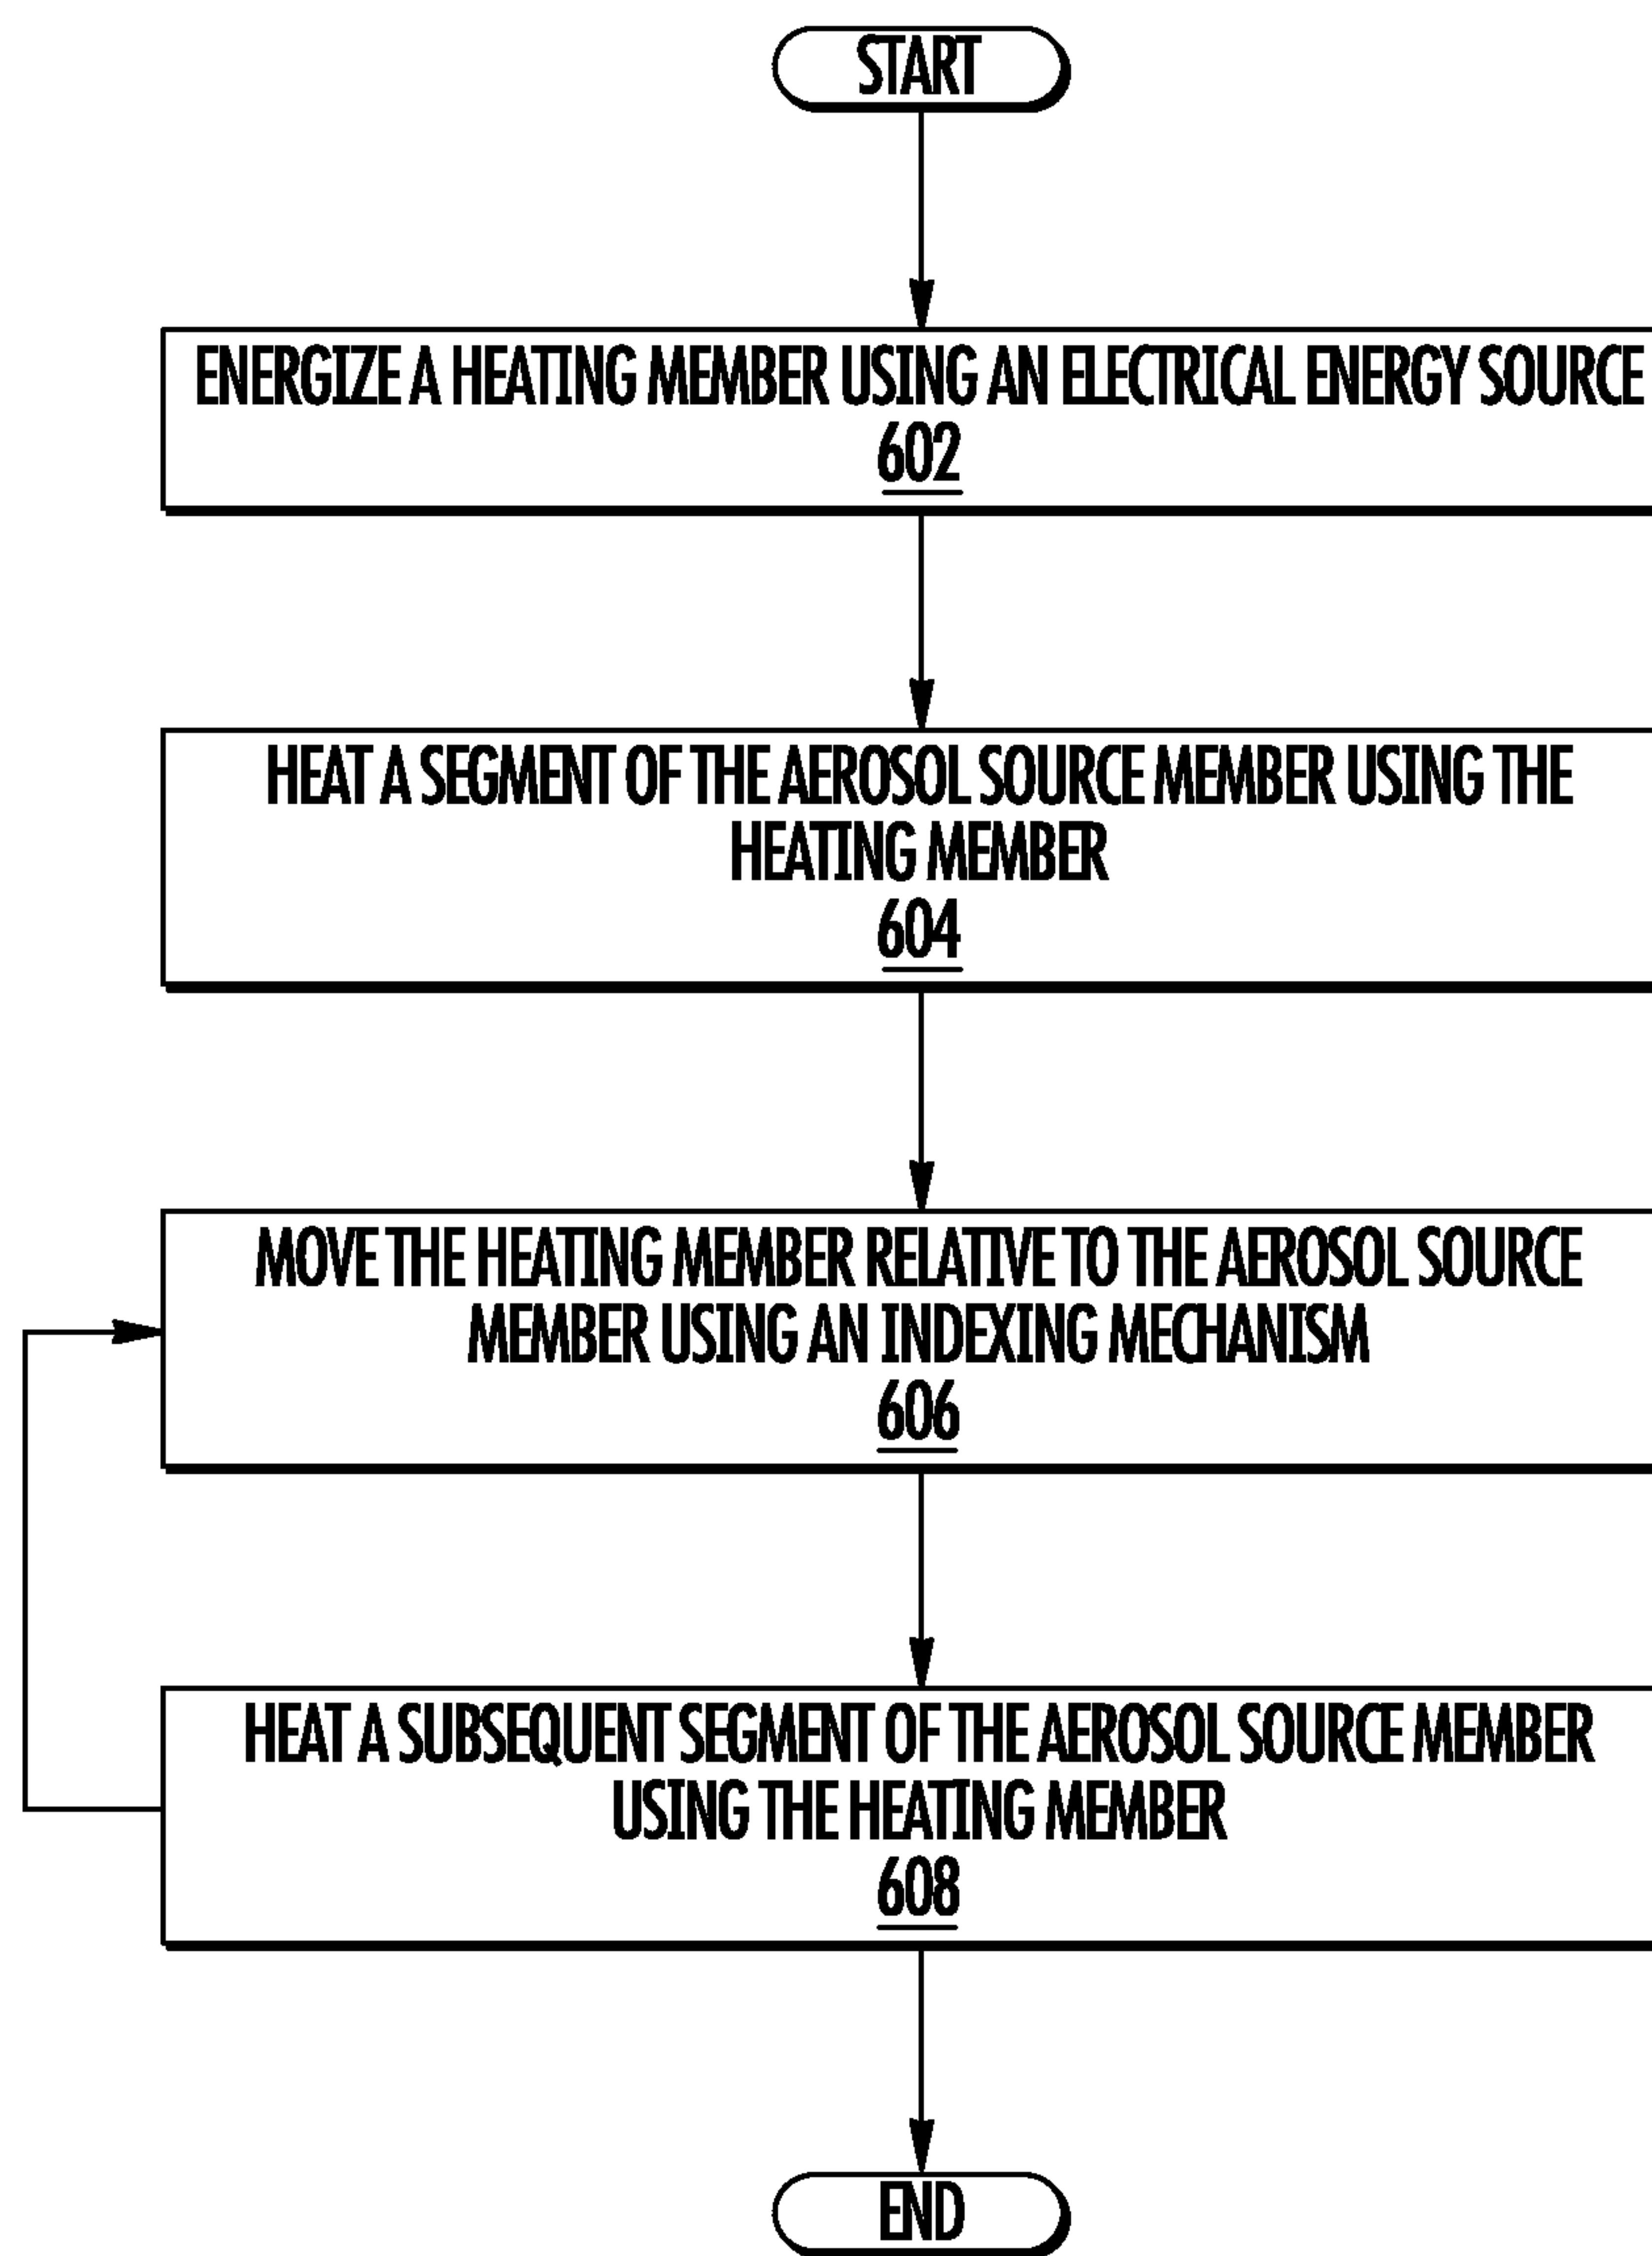 START
ENERGIZE A HEATING MEMBER USING AN ELECTRICAL ENERGY SOURCE
602
HEAT A SEGMENT OF THE AEROSOL SOURCE MEMBER USING THE
HEATING MEMBER
604
MOVE THE HEATING MEMBER RELATIVE TO THE AEROSOL SOURCE
MEMBER USING AN INDEXING MECHANISM
606
HEAT A SUBSEQUENT SEGMENT OF THE AEROSOL SOURCE MEMBER
USING THE HEATING MEMBER
608
END